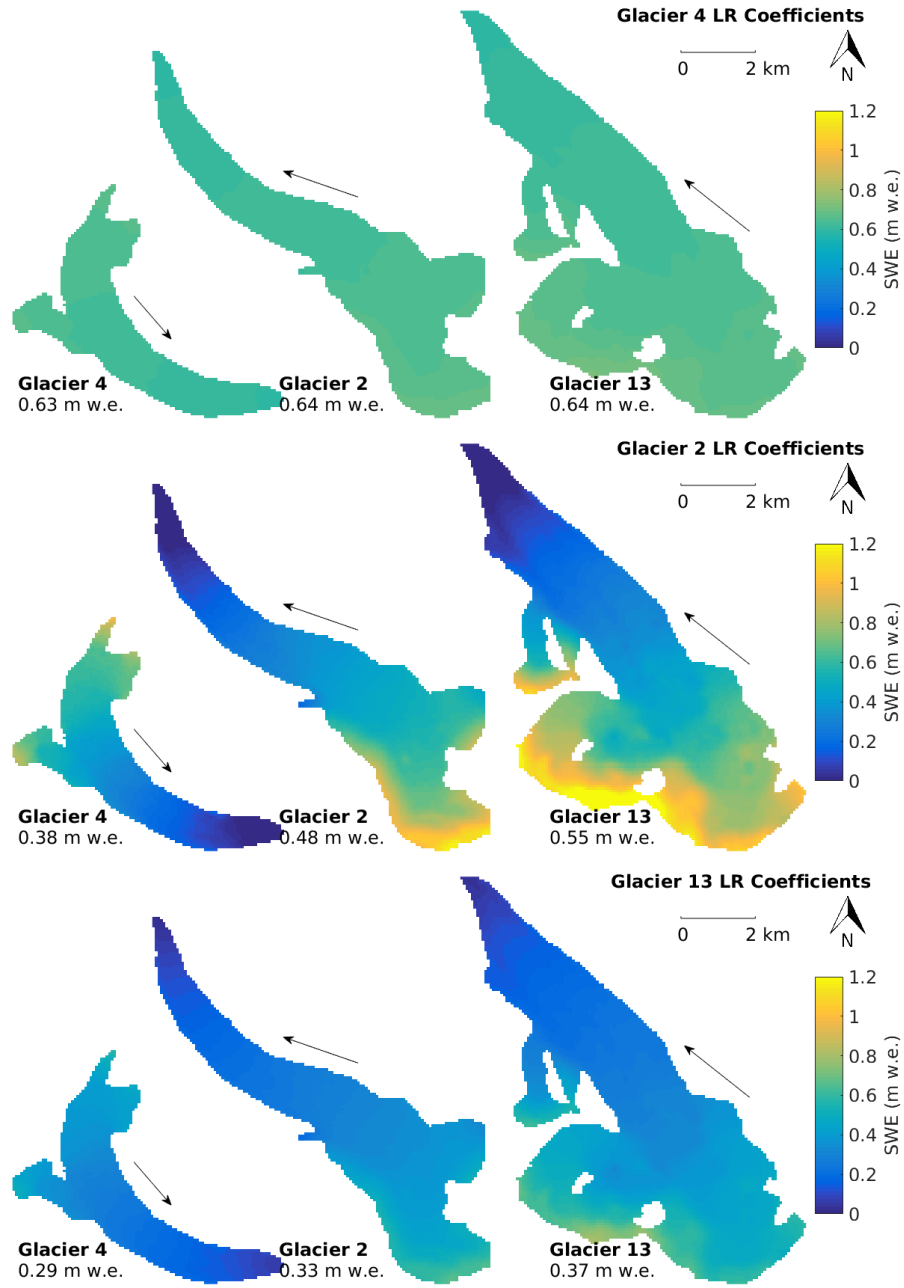 Glacier 4 LR Coefficients
0 2 km
N
1.2
1
0.8
0.6
0.4
0.2
0
SWE (m w.e.)
Glacier 4
0.63 m w.e.
Glacier 2
0.64 m w.e.
Glacier 13
0.64 m w.e.
Glacier 2 LR Coefficients
0 2 km
N
1.2
1
0.8
0.6
0.4
0.2
0
SWE (m w.e.)
Glacier 4
0.38 m w.e.
Glacier 2
0.48 m w.e.
Glacier 13
0.55 m w.e.
Glacier 13 LR Coefficients
0 2 km
N
1.2
1
0.8
0.6
0.4
0.2
0
SWE (m w.e.)
Glacier 4
0.29 m w.e.
Glacier 2
0.33 m w.e.
Glacier 13
0.37 m w.e.